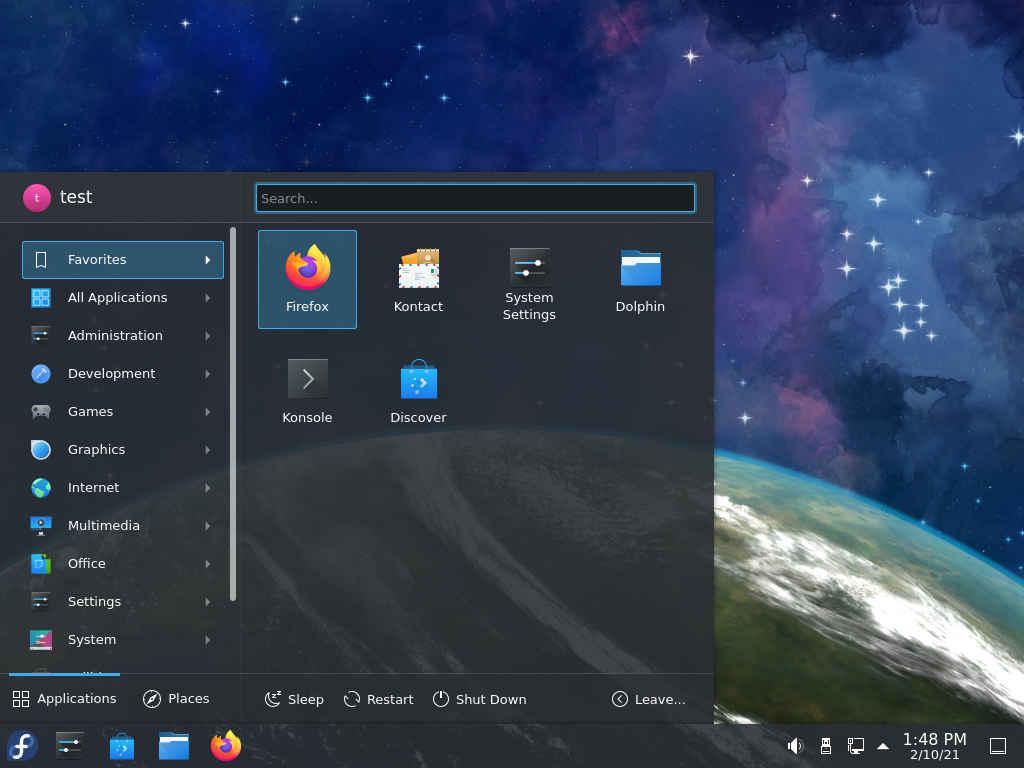 test
Search...
Favorites
All Applications
Administration
Development
Games
Graphics
Internet
Multimedia
Office
Settings
System
Firefox
Kontact
System
Settings
Dolphin
Konsole
Discover
Applications
Places
Sleep
Restart
Shut Down
Leave...
1:48 PM
2/10/21